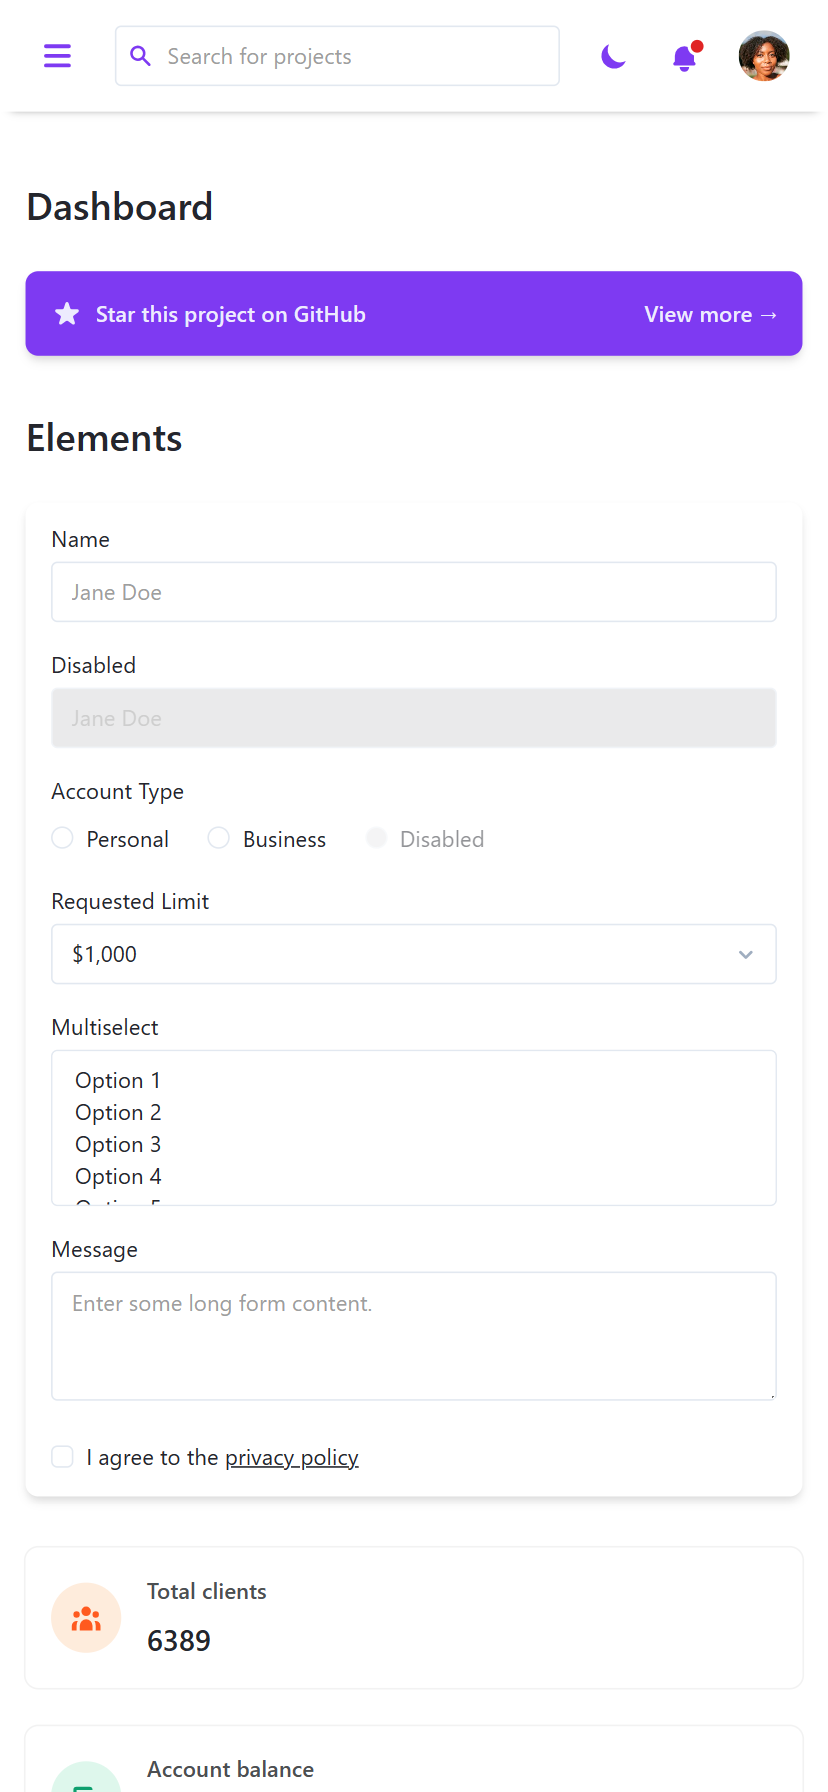 Search for projects
Dashboard
Star this project on GitHub
View more →
Elements
Name
Jane Doe
Disabled
Jane Doe
Account Type
Personal
Business
Disabled
Requested Limit
$1,000
Multiselect
Option 1
Option 2
Option 3
Option 4
Message
Enter some long form content.
I agree to the privacy policy
Total clients
6389
Account balance